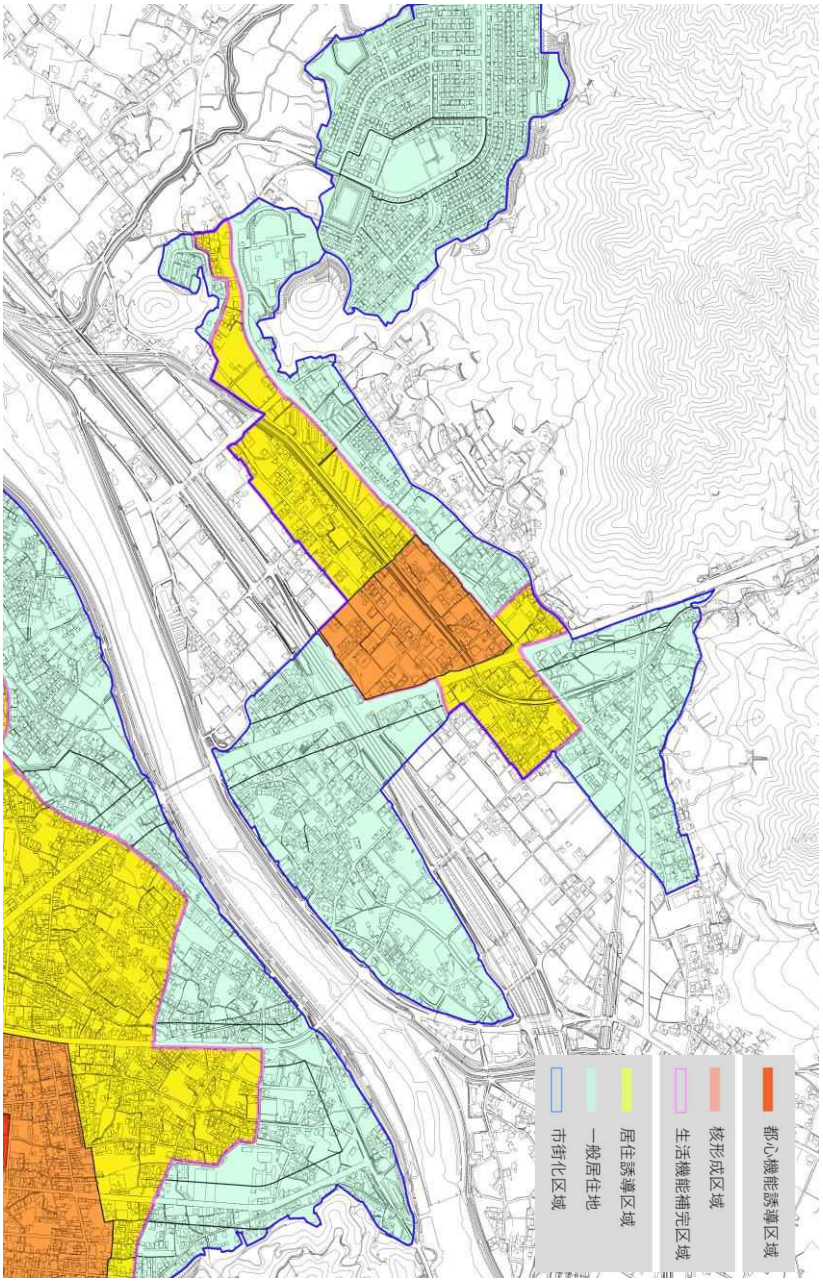 都心機能誘導区域
核形成区域
生活機能補完区域
居住誘導区域
一般居住地
市街化区域